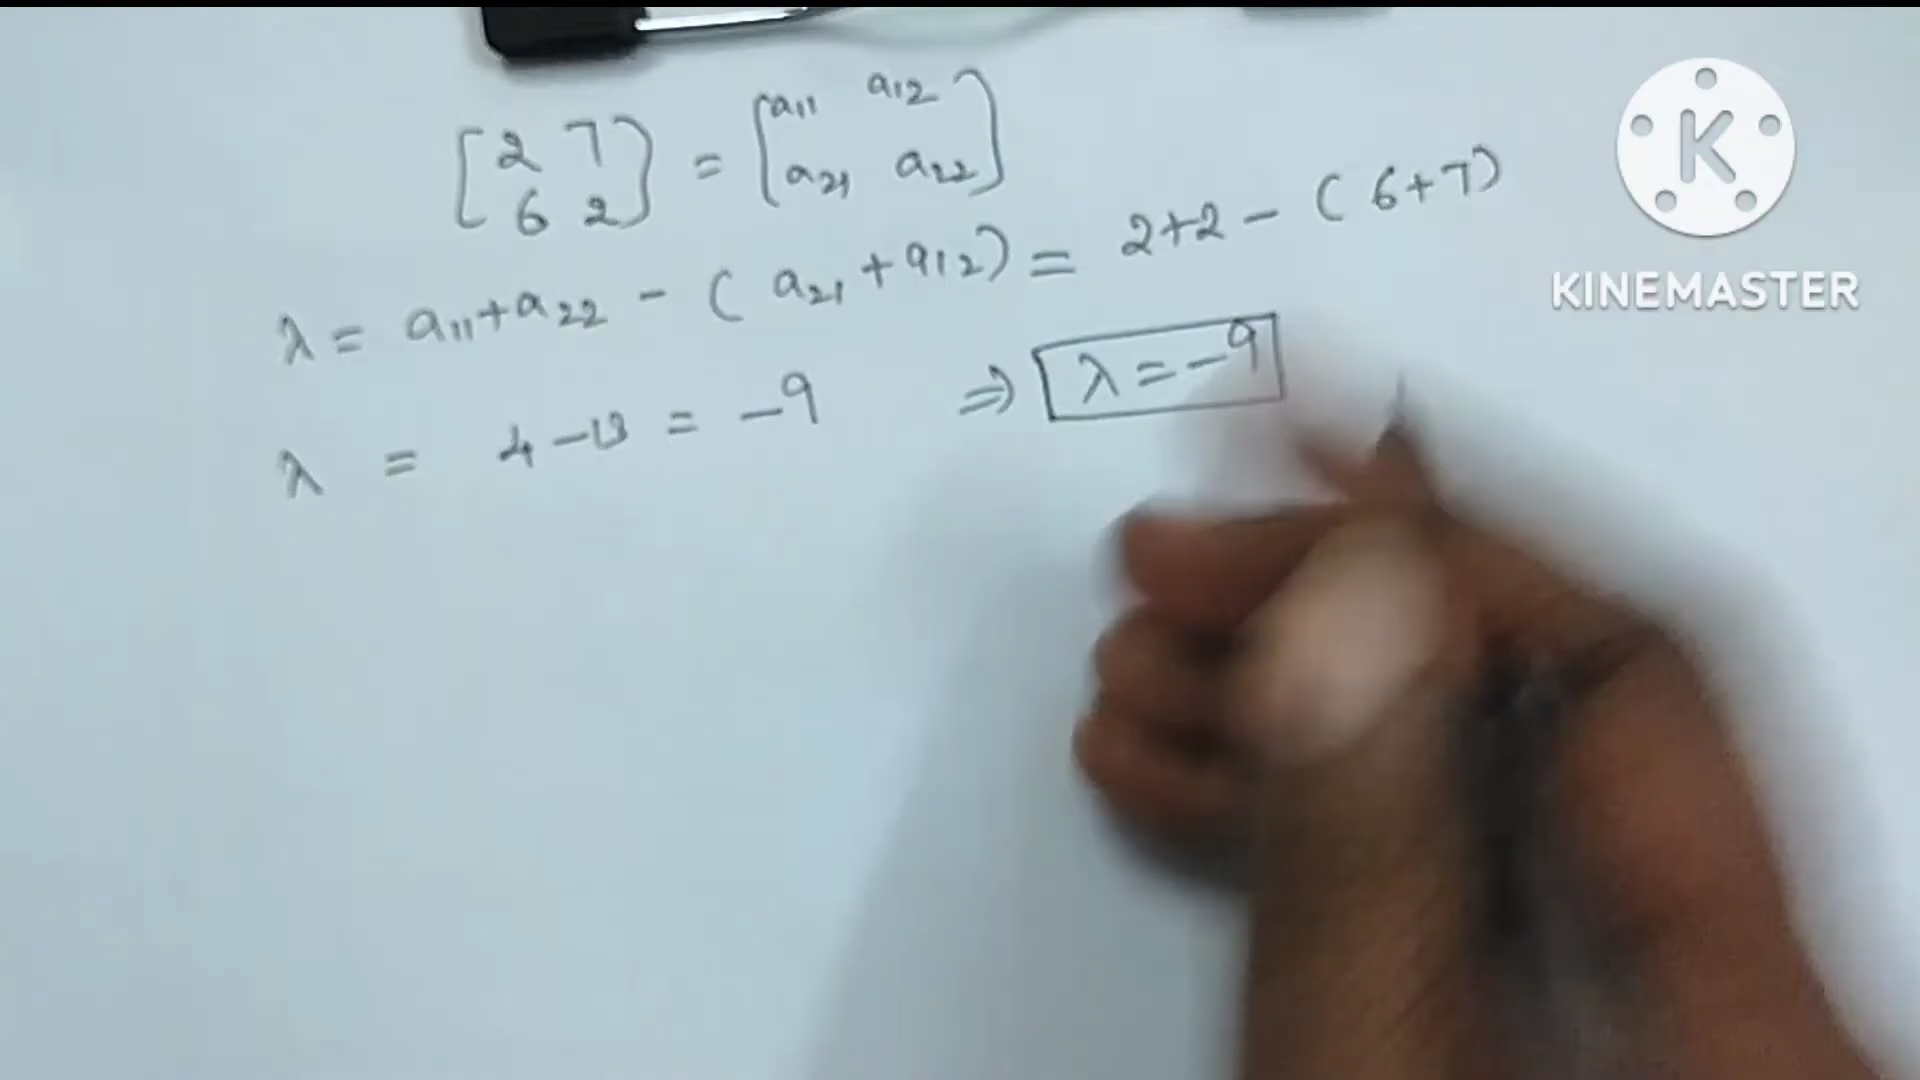 [2 7
6 2] = [a11 a12
a21 a22]
λ = a11+a22 - ( a21 + a12 ) = 2+2 - ( 6+7 )
λ = 4 - 13 = -9 ⇒ λ = -9
KINEMASTER